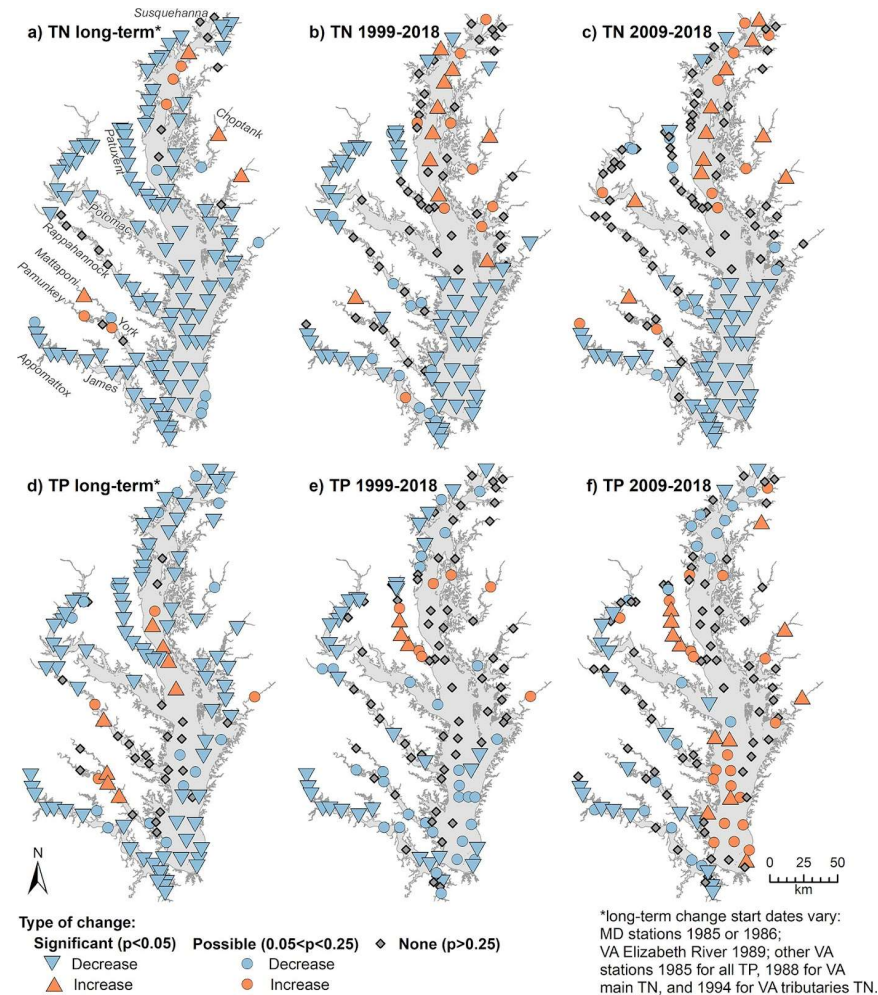 Susquehanna
a) TN long-term*
b) TN 1999-2018
c) TN 2009-2018
Choptank
Patuxent
Potomac
Rappahannock
Mattaponi
Pamunkey
York
Appomattox
James
d) TP long-term*
e) TP 1999-2018
f) TP 2009-2018
N
0 25 50
km
Type of change:
Significant (p<0.05) Possible (0.05<p<0.25) None (p>0.25)
Decrease Decrease
Increase Increase
*long-term change start dates vary:
MD stations 1985 or 1986;
VA Elizabeth River 1989; other VA
stations 1985 for all TP, 1988 for VA
main TN, and 1994 for VA tributaries TN.